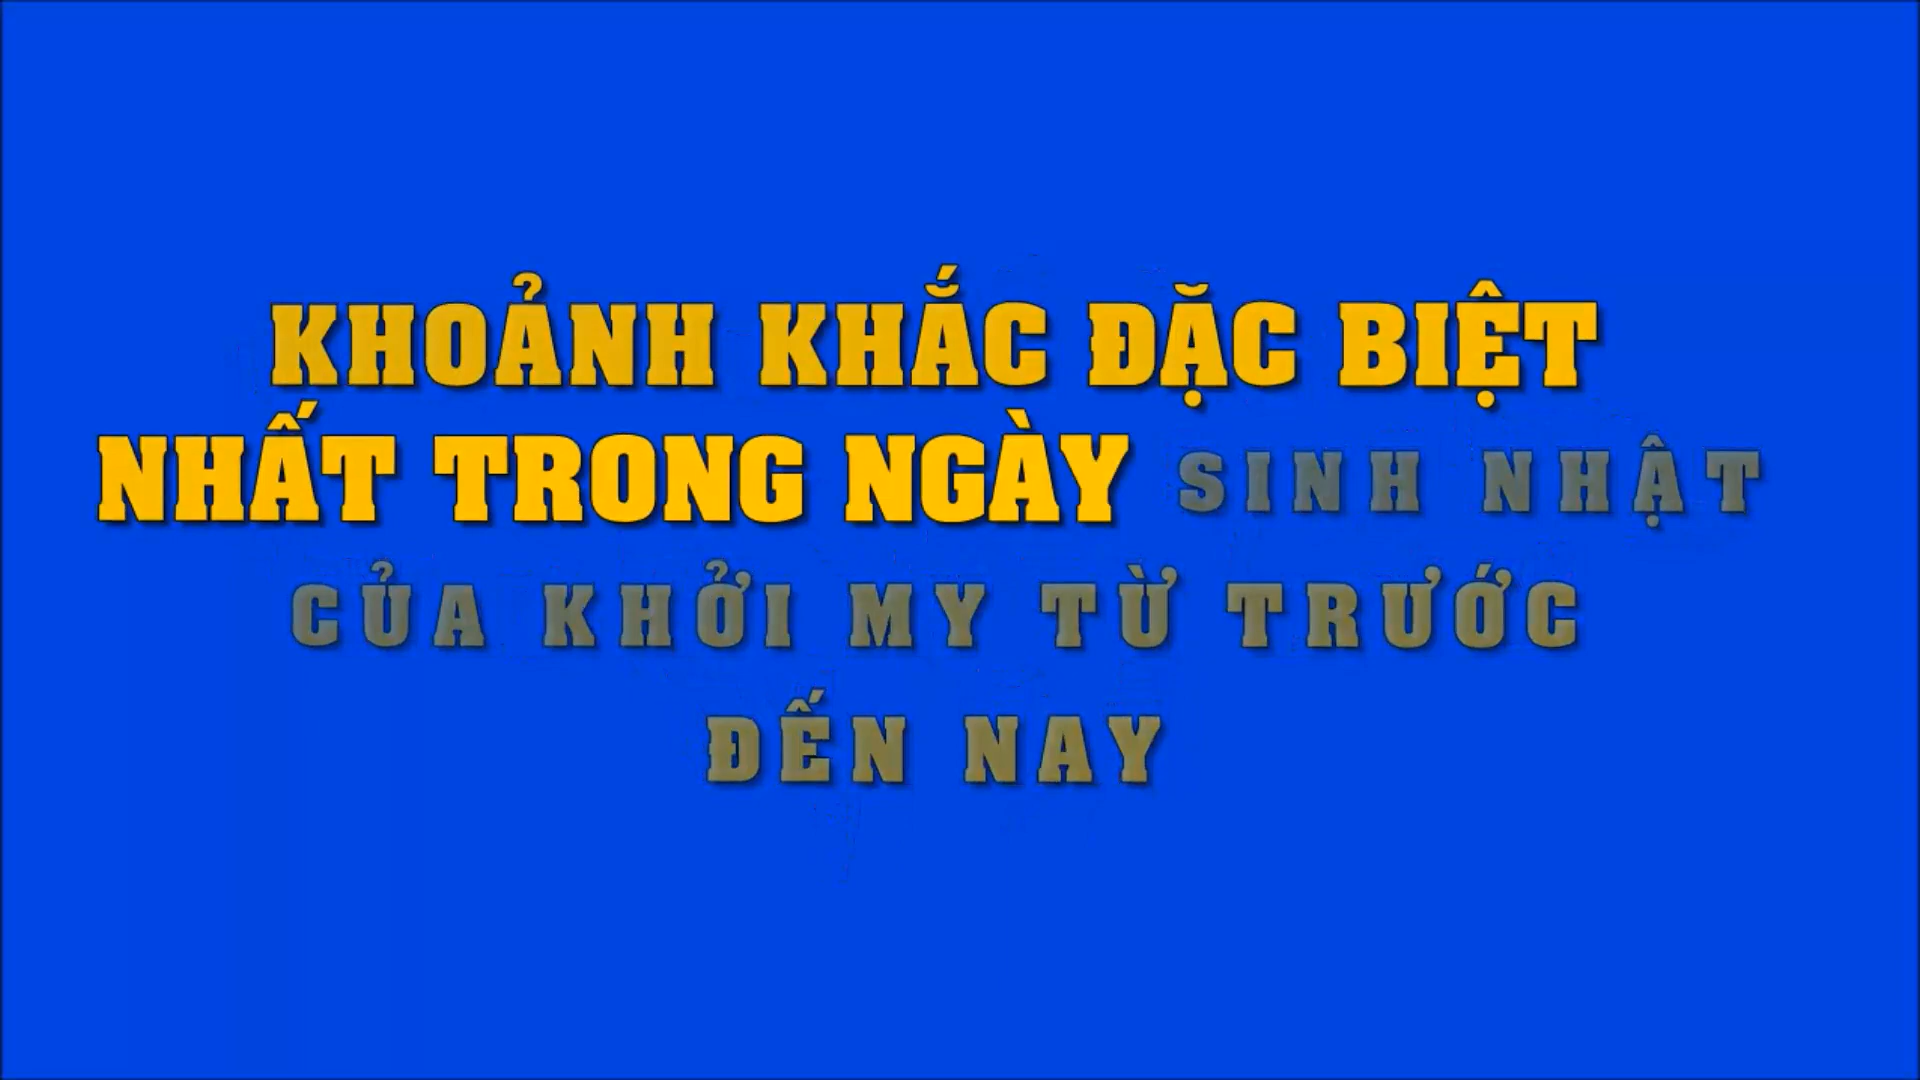 KHOẢNH KHẮC ĐẶC BIỆT
NHẤT TRONG NGÀY SINH NHẬT
CỦA KHỞI MY TỪ TRƯỚC
ĐẾN NAY